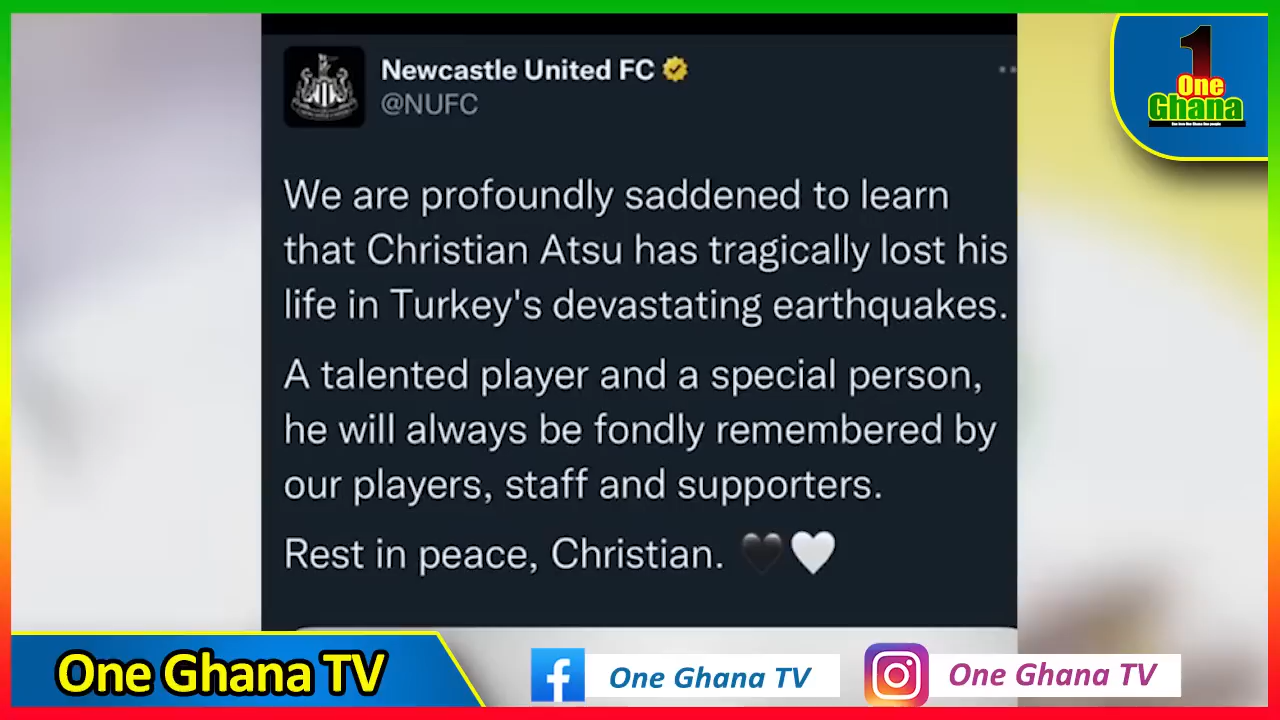 Newcastle United FC
@NUFC
1
One
Ghana
We are profoundly saddened to learn
that Christian Atsu has tragically lost his
life in Turkey's devastating earthquakes.
A talented player and a special person,
he will always be fondly remembered by
our players, staff and supporters.
Rest in peace, Christian. 🖤🤍
One Ghana TV
One Ghana TV
One Ghana TV